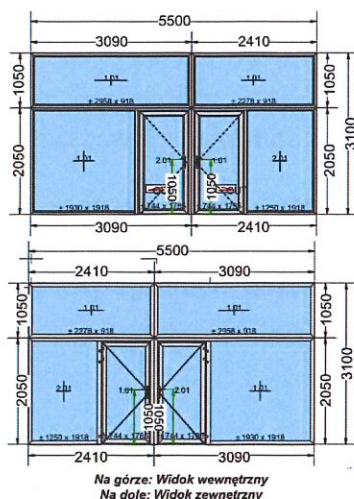 5500
3090 2410
1050 1.01 1.01 1050
± 2958 x 918 ± 2278 x 918
3100
2050 1.01 2.01 1.01 2.01 2050
1050 1050
± 1930 x 1918 ± 1250 x 1918
3090 2410
5500
2410 3090
1050 1.01 1.01 1050
± 2278 x 918 ± 2958 x 918
3100
2050 2.01 1.01 2.01 1.01 2050
1050 1050
± 1250 x 1918 ± 1930 x 1918
2410 3090
5500
Na górze: Widok wewnętrzny
Na dole: Widok zewnętrzny